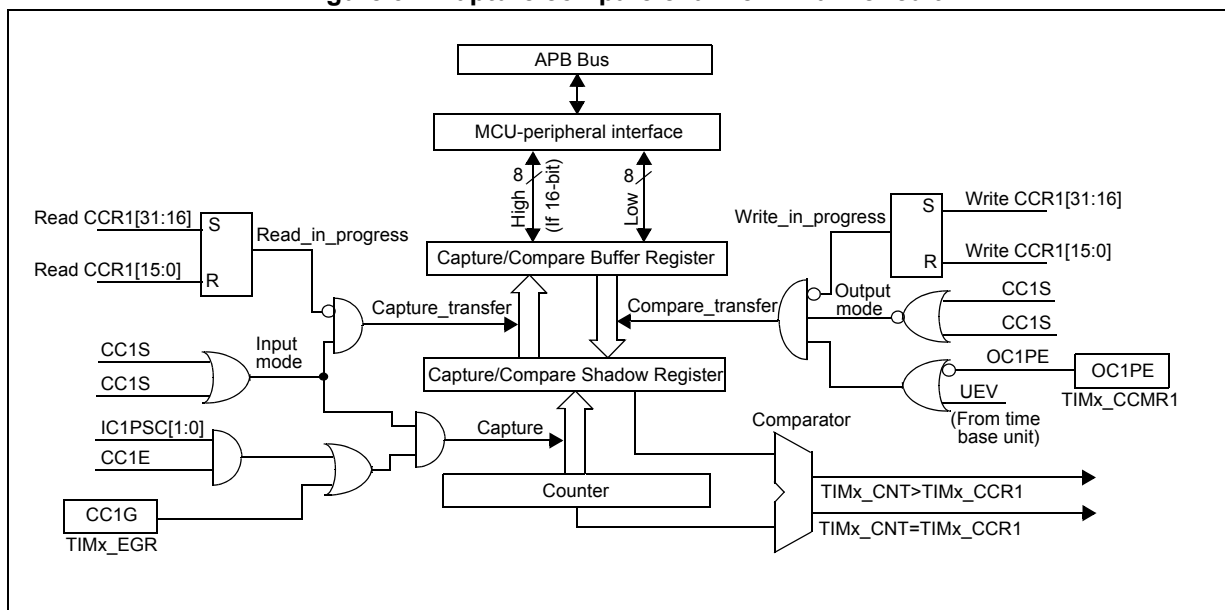 APB Bus
MCU-peripheral interface
8
High
(If 16-bit)
8
Low
Read CCR1[31:16]
S
Read_in_progress
Read CCR1[15:0]
R
Write_in_progress
S
Write CCR1[31:16]
R
Write CCR1[15:0]
Capture/Compare Buffer Register
Capture_transfer
Compare_transfer
Output
mode
CC1S
CC1S
CC1S
CC1S
Input
mode
Capture/Compare Shadow Register
OC1PE
OC1PE
UEV
TIMx_CCMR1
(From time
base unit)
IC1PSC[1:0]
CC1E
Capture
Comparator
Counter
CC1G
TIMx_EGR
TIMx_CNT>TIMx_CCR1
TIMx_CNT=TIMx_CCR1